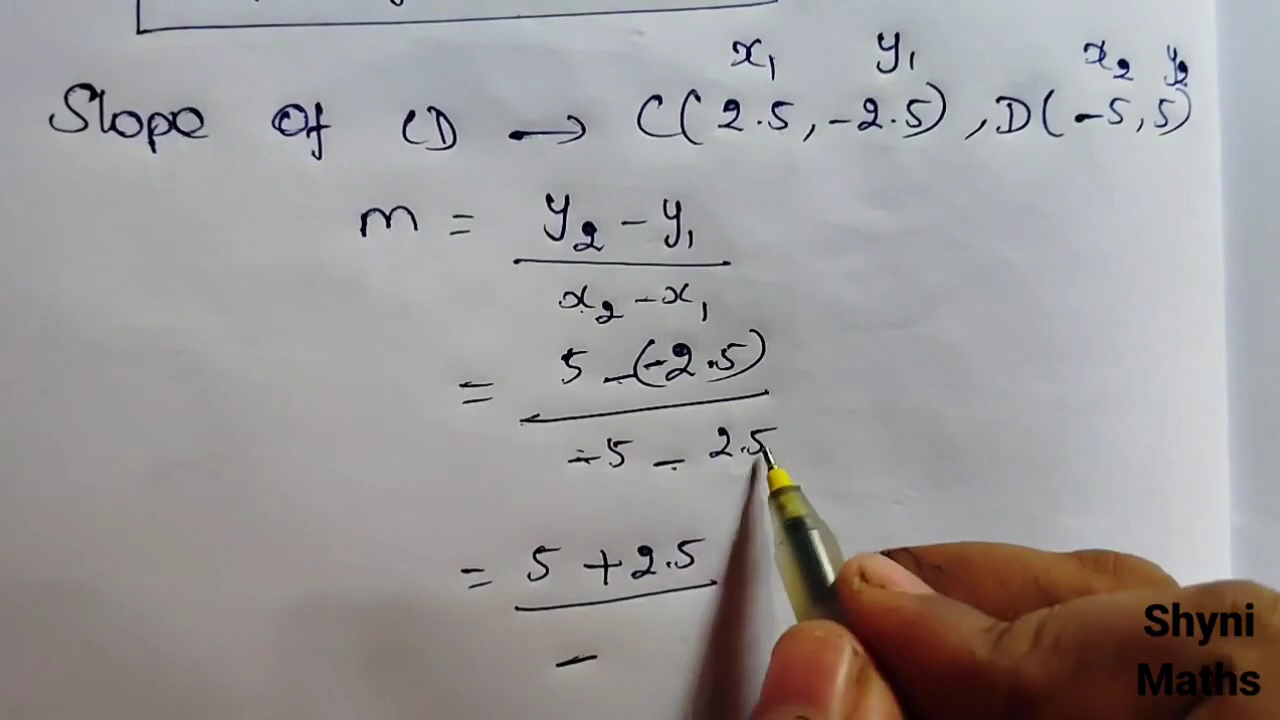 x₁ y₁ x₂ y₂
Slope Of CD → C(2.5, -2.5), D(-5, 5)
m = y₂ - y₁
x₂ - x₁
= 5 - (-2.5)
-5 - 2.5
= 5 + 2.5
-
Shyni
Maths